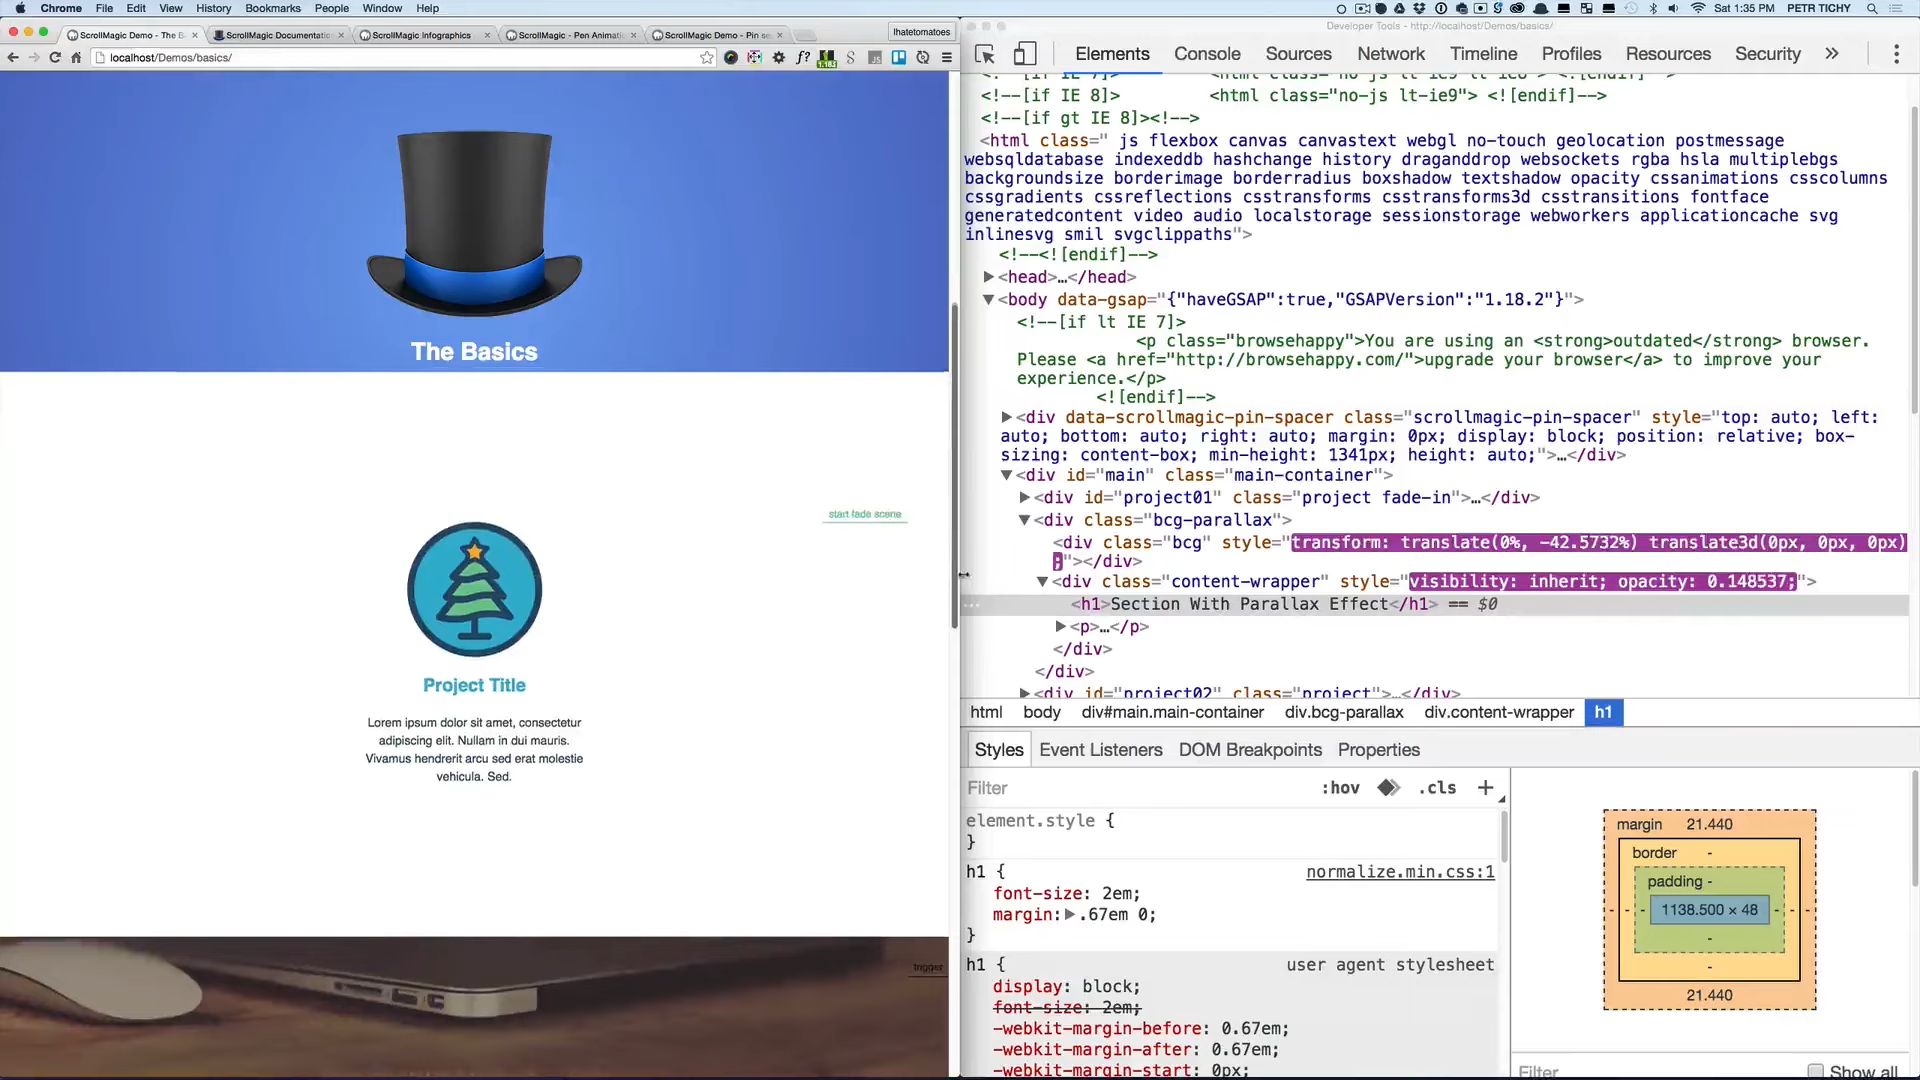 Chrome File Edit View History Bookmarks People Window Help
Sat 1:35 PM PETR TICHY
ScrollMagic Demo - The B
ScrollMagic Documentation
ScrollMagic Infographics
ScrollMagic - Pen Animation
ScrollMagic Demo - Pin se
Ihatetomatoes
localhost/Demos/basics/
The Basics
start fade scene
Project Title
Lorem ipsum dolor sit amet, consectetur
adipiscing elit. Nullam in dui mauris.
Vivamus hendrerit arcu sed erat molestie
vehicula. Sed.
trigger
Developer Tools - http://localhost/Demos/basics/
Elements Console Sources Network Timeline Profiles Resources Security »
<!--[if IE 8]> <html class="no-js lt-ie9"> <![endif]-->
<!--[if gt IE 8]><!-->
<html class=" js flexbox canvas canvastext webgl no-touch geolocation postmessage
websqldatabase indexeddb hashchange history draganddrop websockets rgba hsla multiplebgs
backgroundsize borderimage borderradius boxshadow textshadow opacity cssanimations csscolumns
cssgradients cssreflections csstransforms csstransforms3d csstransitions fontface
generatedcontent video audio localstorage sessionstorage webworkers applicationcache svg
inlinesvg smil svgclippaths">
<!--<![endif]-->
<head>…</head>
<body data-gsap="{"haveGSAP":true,"GSAPVersion":"1.18.2"}">
<!--[if lt IE 7]>
<p class="browsehappy">You are using an <strong>outdated</strong> browser.
Please <a href="http://browsehappy.com/">upgrade your browser</a> to improve your
experience.</p>
<![endif]-->
<div data-scrollmagic-pin-spacer class="scrollmagic-pin-spacer" style="top: auto; left:
auto; bottom: auto; right: auto; margin: 0px; display: block; position: relative; box-
sizing: content-box; min-height: 1341px; height: auto;">…</div>
<div id="main" class="main-container">
<div id="project01" class="project fade-in">…</div>
<div class="bcg-parallax">
<div class="bcg" style="transform: translate(0%, -42.5732%) translate3d(0px, 0px, 0px)
;"></div>
<div class="content-wrapper" style="visibility: inherit; opacity: 0.148537;">
<h1>Section With Parallax Effect</h1> == $0
<p>…</p>
</div>
</div>
<div id="project02" class="project">…</div>
html body div#main.main-container div.bcg-parallax div.content-wrapper h1
Styles Event Listeners DOM Breakpoints Properties
Filter :hov .cls +
element.style {
}
h1 { normalize.min.css:1
font-size: 2em;
margin: .67em 0;
}
h1 { user agent stylesheet
display: block;
font-size: 2em;
-webkit-margin-before: 0.67em;
-webkit-margin-after: 0.67em;
-webkit-margin-start: 0px;
margin 21.440
border -
padding -
- - - 1138.500 × 48 - - -
-
-
21.440
Filter Show all